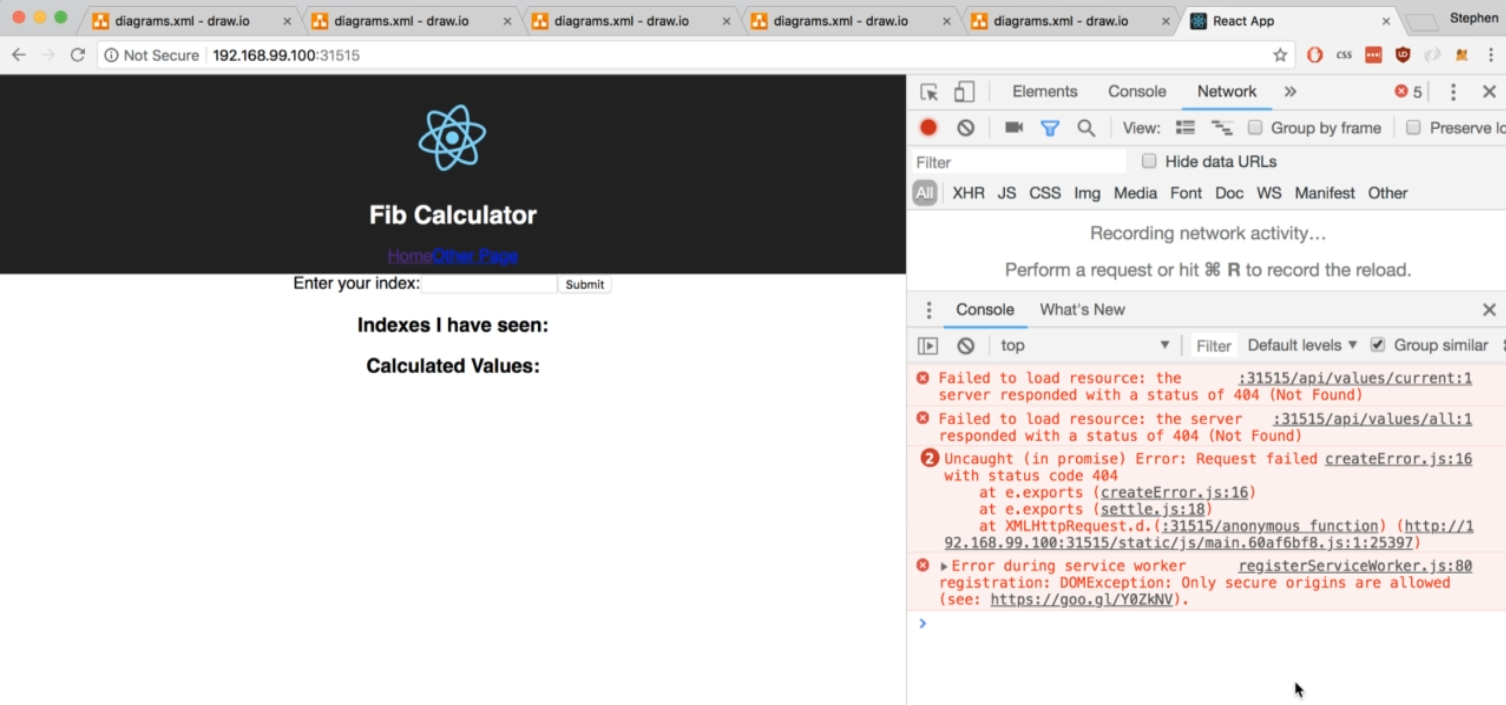 diagrams.xml - draw.io × diagrams.xml - draw.io × diagrams.xml - draw.io × diagrams.xml - draw.io × diagrams.xml - draw.io × React App × Stephen
Not Secure 192.168.99.100:31515 CSS
Fib Calculator
HomeOther Page
Enter your index: Submit
Indexes I have seen:
Calculated Values:
Elements Console Network » 5
View: Group by frame Preserve lo
Filter Hide data URLs
All XHR JS CSS Img Media Font Doc WS Manifest Other
Recording network activity…
Perform a request or hit ⌘ R to record the reload.
Console What's New
top ▼ Filter Default levels ▼ Group similar
Failed to load resource: the :31515/api/values/current:1
server responded with a status of 404 (Not Found)
Failed to load resource: the server :31515/api/values/all:1
responded with a status of 404 (Not Found)
2 Uncaught (in promise) Error: Request failed createError.js:16
with status code 404
at e.exports (createError.js:16)
at e.exports (settle.js:18)
at XMLHttpRequest.d.(:31515/anonymous function) (http://1
92.168.99.100:31515/static/js/main.60af6bf8.js:1:25397)
▶Error during service worker registerServiceWorker.js:80
registration: DOMException: Only secure origins are allowed
(see: https://goo.gl/Y0ZkNV).